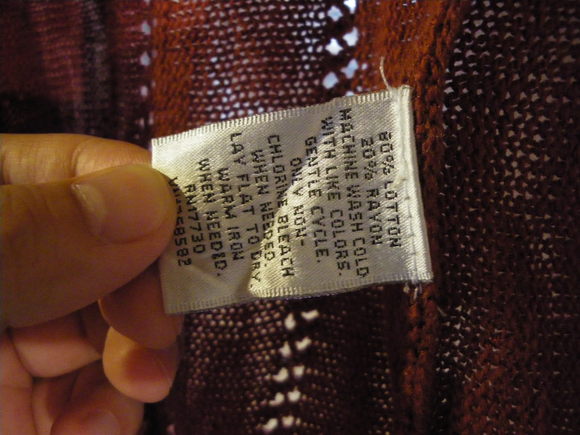 80% COTTON
20% RAYON
MACHINE WASH COLD
WITH LIKE COLORS.
GENTLE CYCLE.
ONLY NON-
CHLORINE BLEACH
WHEN NEEDED.
LAY FLAT TO DRY
WARM IRON
WHEN NEEDED.
RN17730